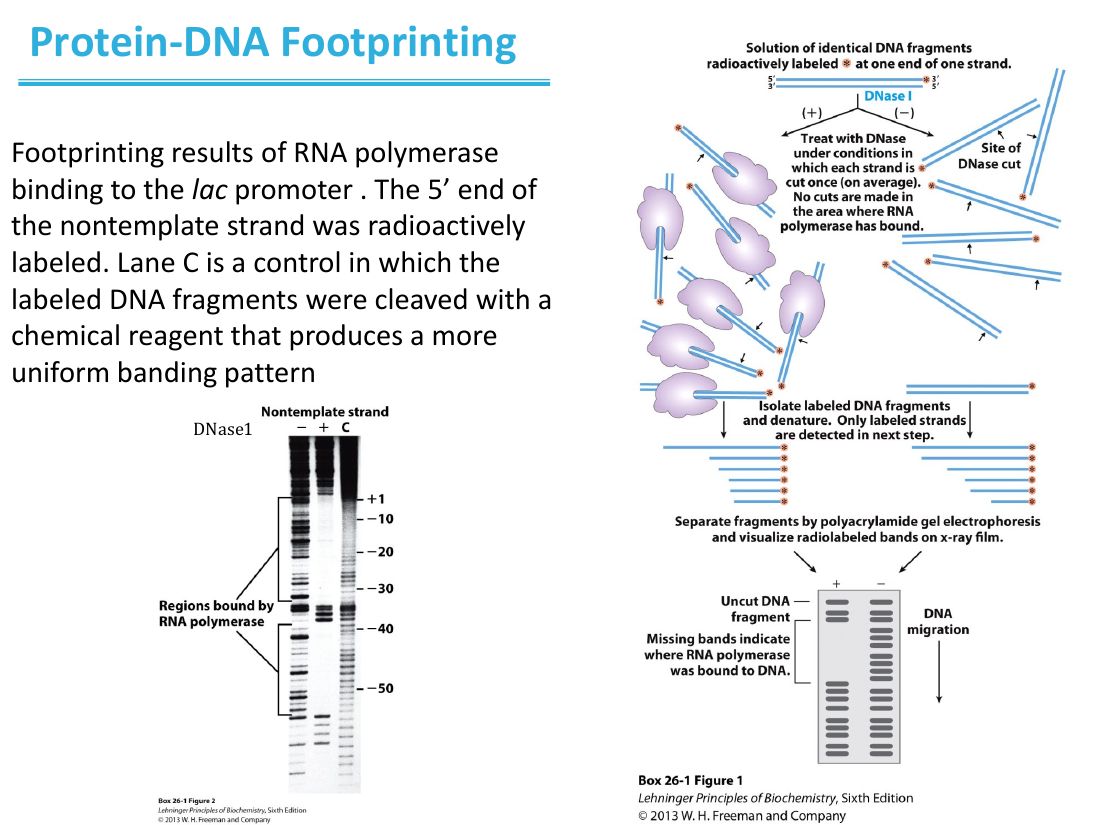 Protein-DNA Footprinting
Footprinting results of RNA polymerase
binding to the lac promoter . The 5’ end of
the nontemplate strand was radioactively
labeled. Lane C is a control in which the
labeled DNA fragments were cleaved with a
chemical reagent that produces a more
uniform banding pattern
Nontemplate strand
DNase1
− + C
+1
−10
−20
−30
−40
−50
Regions bound by
RNA polymerase
Box 26-1 Figure 2
Lehninger Principles of Biochemistry, Sixth Edition
© 2013 W. H. Freeman and Company
Solution of identical DNA fragments
radioactively labeled * at one end of one strand.
5′ * 3′
3′ 5′
DNase I
(+) (−)
Treat with DNase
under conditions in
which each strand is
cut once (on average).
No cuts are made in
the area where RNA
polymerase has bound.
Site of
DNase cut
Isolate labeled DNA fragments
and denature. Only labeled strands
are detected in next step.
Separate fragments by polyacrylamide gel electrophoresis
and visualize radiolabeled bands on x-ray film.
+ −
Uncut DNA
fragment
Missing bands indicate
where RNA polymerase
was bound to DNA.
DNA
migration
Box 26-1 Figure 1
Lehninger Principles of Biochemistry, Sixth Edition
© 2013 W. H. Freeman and Company